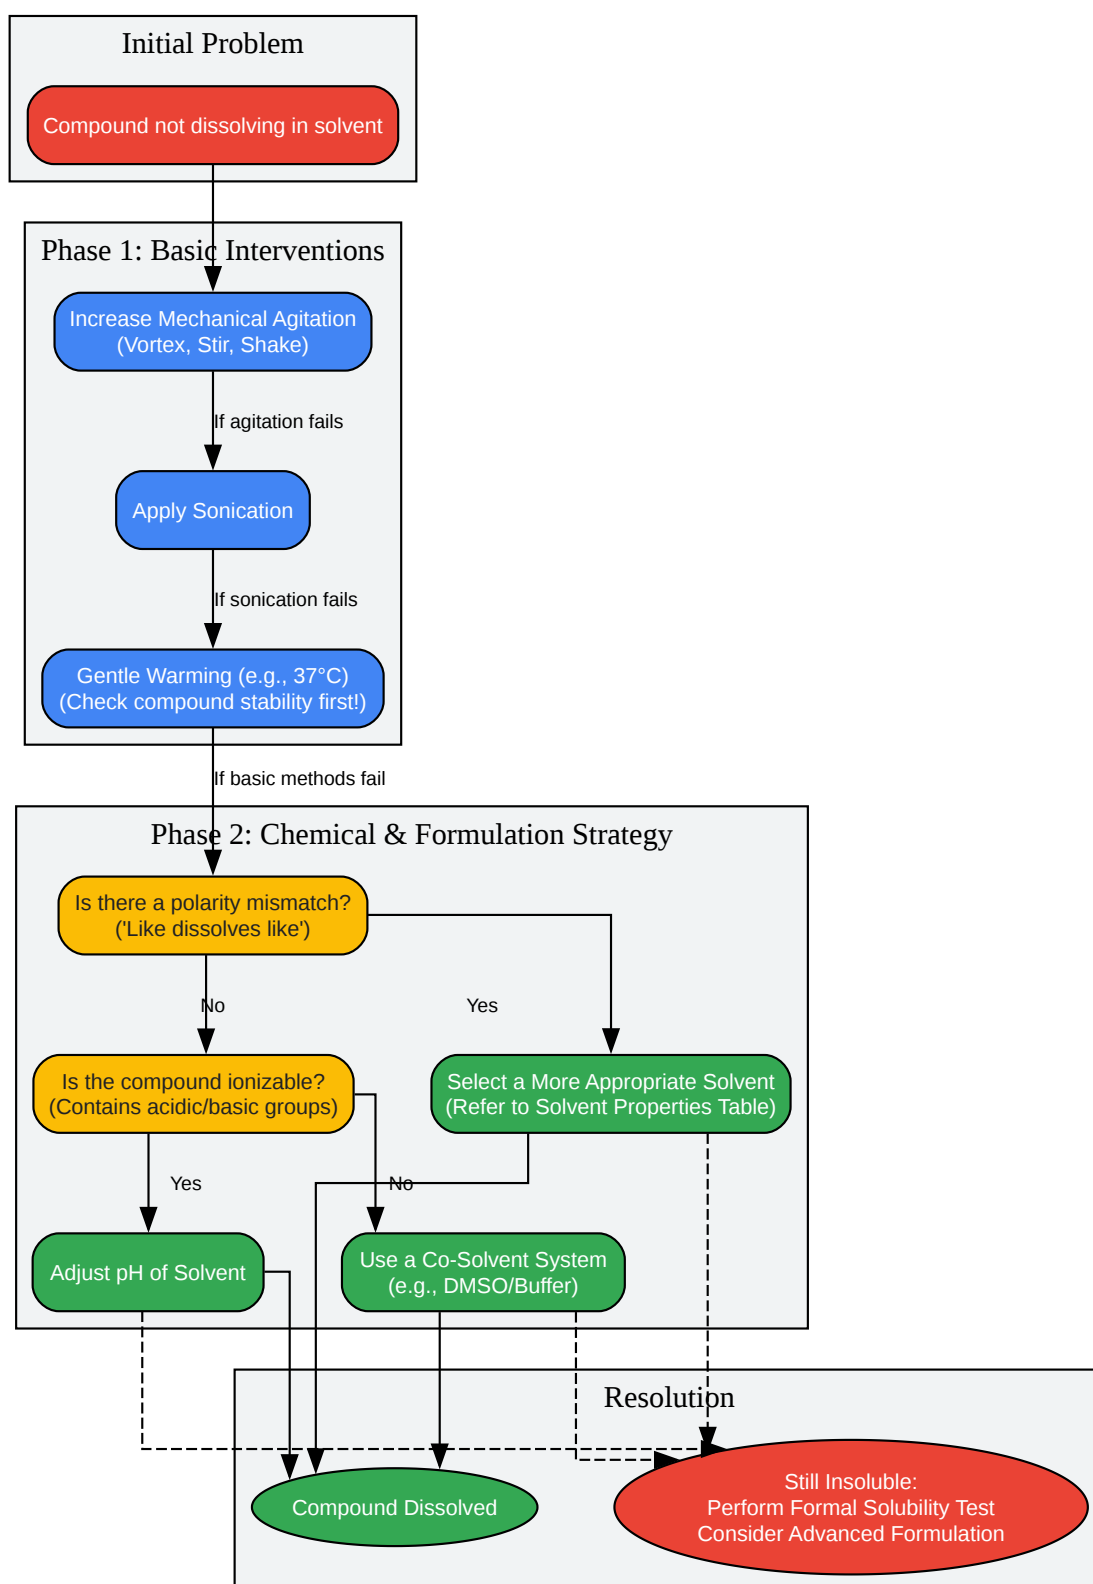 Initial Problem
Compound not dissolving in solvent
Phase 1: Basic Interventions
Increase Mechanical Agitation
(Vortex, Stir, Shake)
If agitation fails
Apply Sonication
If sonication fails
Gentle Warming (e.g., 37°C)
(Check compound stability first!)
If basic methods fail
Phase 2: Chemical & Formulation Strategy
Is there a polarity mismatch?
('Like dissolves like')
No
Yes
Is the compound ionizable?
(Contains acidic/basic groups)
Select a More Appropriate Solvent
(Refer to Solvent Properties Table)
Yes
No
Adjust pH of Solvent
Use a Co-Solvent System
(e.g., DMSO/Buffer)
Resolution
Compound Dissolved
Still Insoluble:
Perform Formal Solubility Test
Consider Advanced Formulation